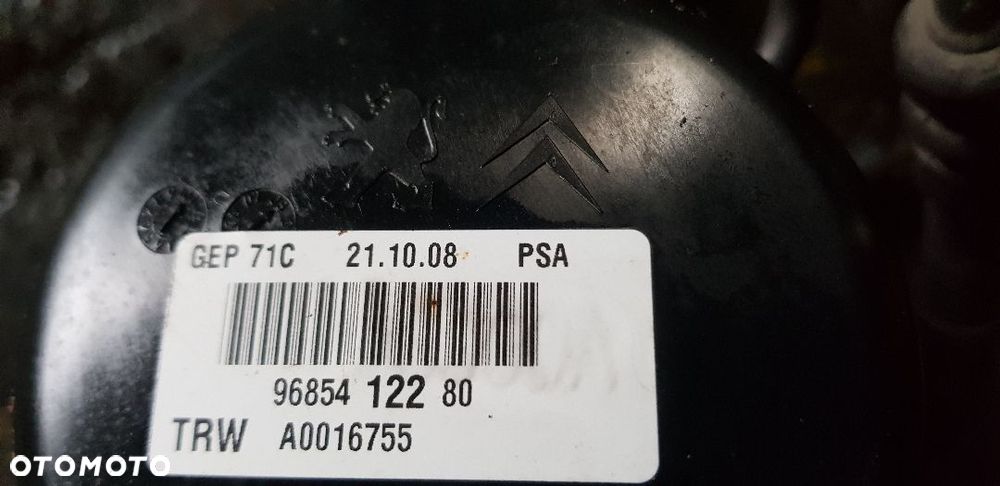 GEP 71C 21.10.08 PSA
96854 122 80
TRW A0016755
OTOMOTO